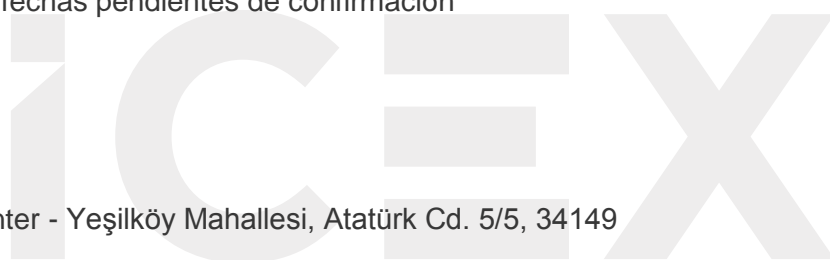 fechas pendientes de confirmación
iCEX
nter - Yeşilköy Mahallesi, Atatürk Cd. 5/5, 34149